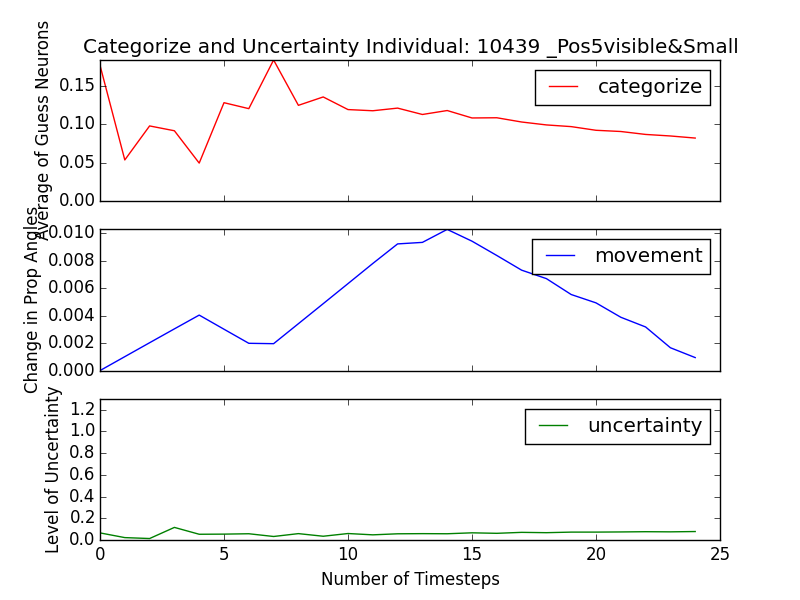 Categorize and Uncertainty Individual: 10439 _Pos5visible&Small
Average of Guess Neurons
0.15
0.10
0.05
0.00
categorize
Change in Prop Angles
0.010
0.008
0.006
0.004
0.002
0.000
movement
Level of Uncertainty
1.2
1.0
0.8
0.6
0.4
0.2
0.0
uncertainty
0 5 10 15 20 25
Number of Timesteps